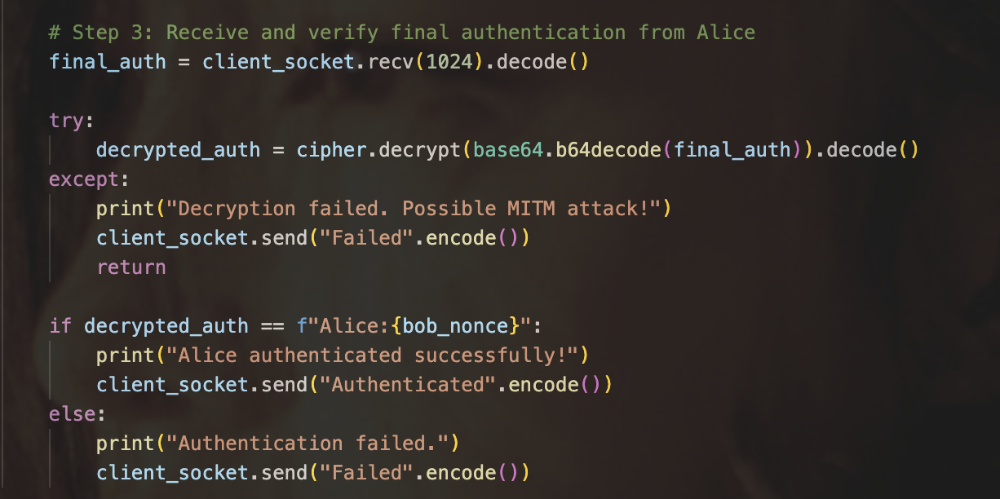 # Step 3: Receive and verify final authentication from Alice
final_auth = client_socket.recv(1024).decode()
try:
decrypted_auth = cipher.decrypt(base64.b64decode(final_auth)).decode()
except:
print("Decryption failed. Possible MITM attack!")
client_socket.send("Failed".encode())
return
if decrypted_auth == f"Alice:{bob_nonce}":
print("Alice authenticated successfully!")
client_socket.send("Authenticated".encode())
else:
print("Authentication failed.")
client_socket.send("Failed".encode())